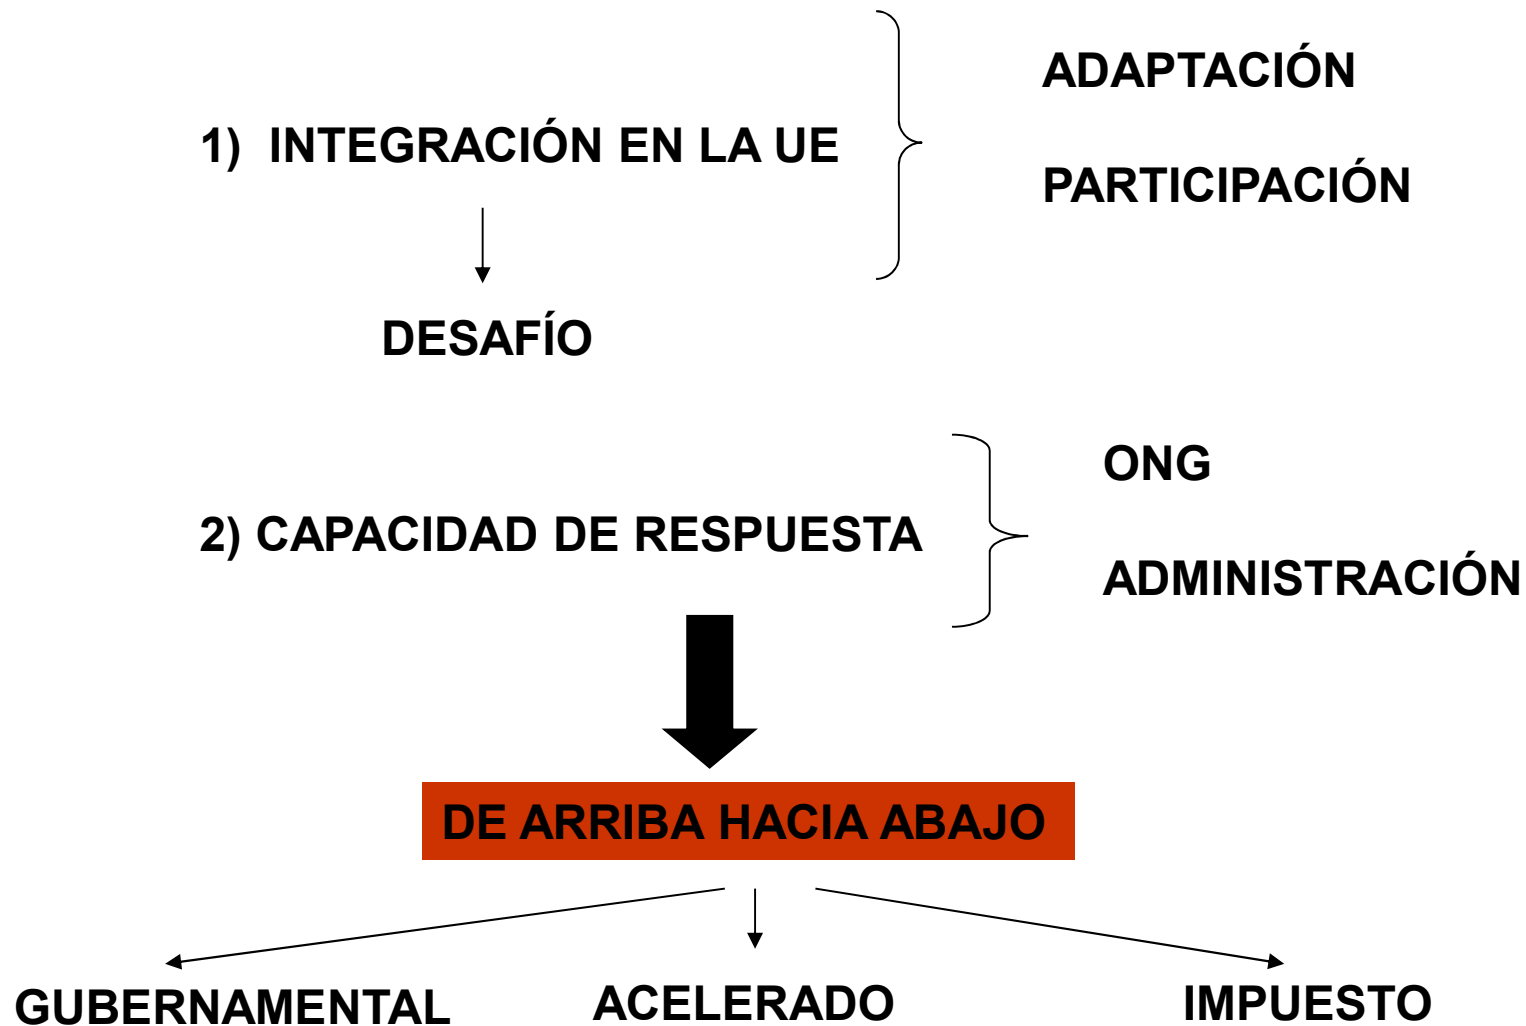 ADAPTACIÓN
1) INTEGRACIÓN EN LA UE
PARTICIPACIÓN
DESAFÍO
ONG
2) CAPACIDAD DE RESPUESTA
ADMINISTRACIÓN
DE ARRIBA HACIA ABAJO
GUBERNAMENTAL
ACELERADO
IMPUESTO